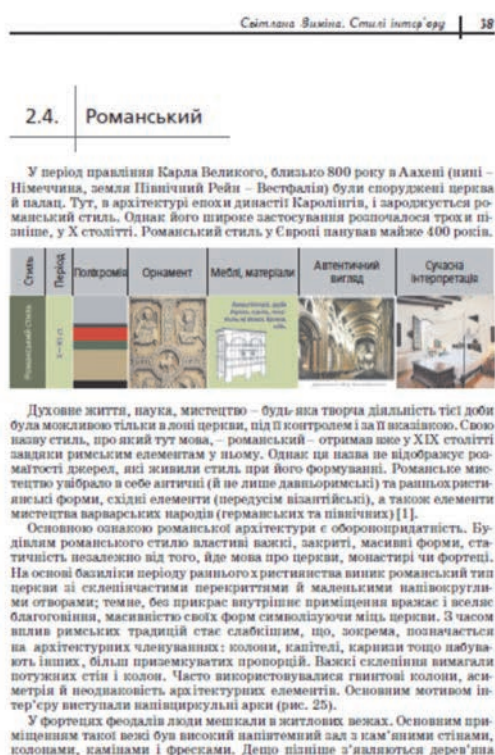 Світлана Вижіна. Стилі інтер'єру 38
2.4. Романський
У період правління Карла Великого, близько 800 року в Аахені (нині –
Німеччина, земля Північний Рейн – Вестфалія) були споруджені церква
й палац. Тут, в архітектурі епохи династії Каролінгів, і зароджується ро-
манський стиль. Однак його широке застосування розпочалося трохи пі-
зніше, у X столітті. Романський стиль у Європі панував майже 400 років.
Стиль Період Поліхромія Орнамент Меблі, матеріали Автентичний вигляд Сучасна інтерпретація
Романський стиль
Духовне життя, наука, мистецтво – будь-яка творча діяльність тієї доби
була можливою тільки в лоні церкви, під її контролем і за її вказівкою. Свою
назву стиль, про який тут мова, – романський – отримав вже у XIX столітті
завдяки римським елементам у ньому. Однак ця назва не відображує роз-
маїтості джерел, які живили стиль при його формуванні. Романське мис-
тецтво увібрало в себе античні (й не лише давньоримські) та ранньохристи-
янські форми, східні елементи (передусім візантійські), а також елементи
мистецтва варварських народів (германських та північних) [1].
Основною ознакою романської архітектури є оборонопридатність. Бу-
дівлям романського стилю властиві важкі, закриті, масивні форми, ста-
тичність незалежно від того, йде мова про церкви, монастирі чи фортеці.
На основі базиліки періоду раннього християнства виник романський тип
церкви зі склепінчастими перекриттями й маленькими напівокругли-
ми отворами; темне, без прикрас внутрішнє приміщення вражає і вселяє
благоговіння, масивністю своїх форм символізуючи міць церкви. З часом
вплив римських традицій стає слабкішим, що, зокрема, позначається
на архітектурних членуваннях: колони, капітелі, карнизи тощо набува-
ють інших, більш приземкуватих пропорцій. Важкі склепіння вимагали
потужних стін і колон. Часто використовувалися гвинтові колони, аси-
метрія й неоднаковість архітектурних елементів. Основним мотивом ін-
тер'єру виступали напівциркульні арки (рис. 25).
У фортецях феодалів люди мешкали в житлових вежах. Основним при-
міщенням такої вежі був високий напівтемний зал з кам'яними стінами,
колонами, камінами і фресками. Дещо пізніше з'являються дерев'яні